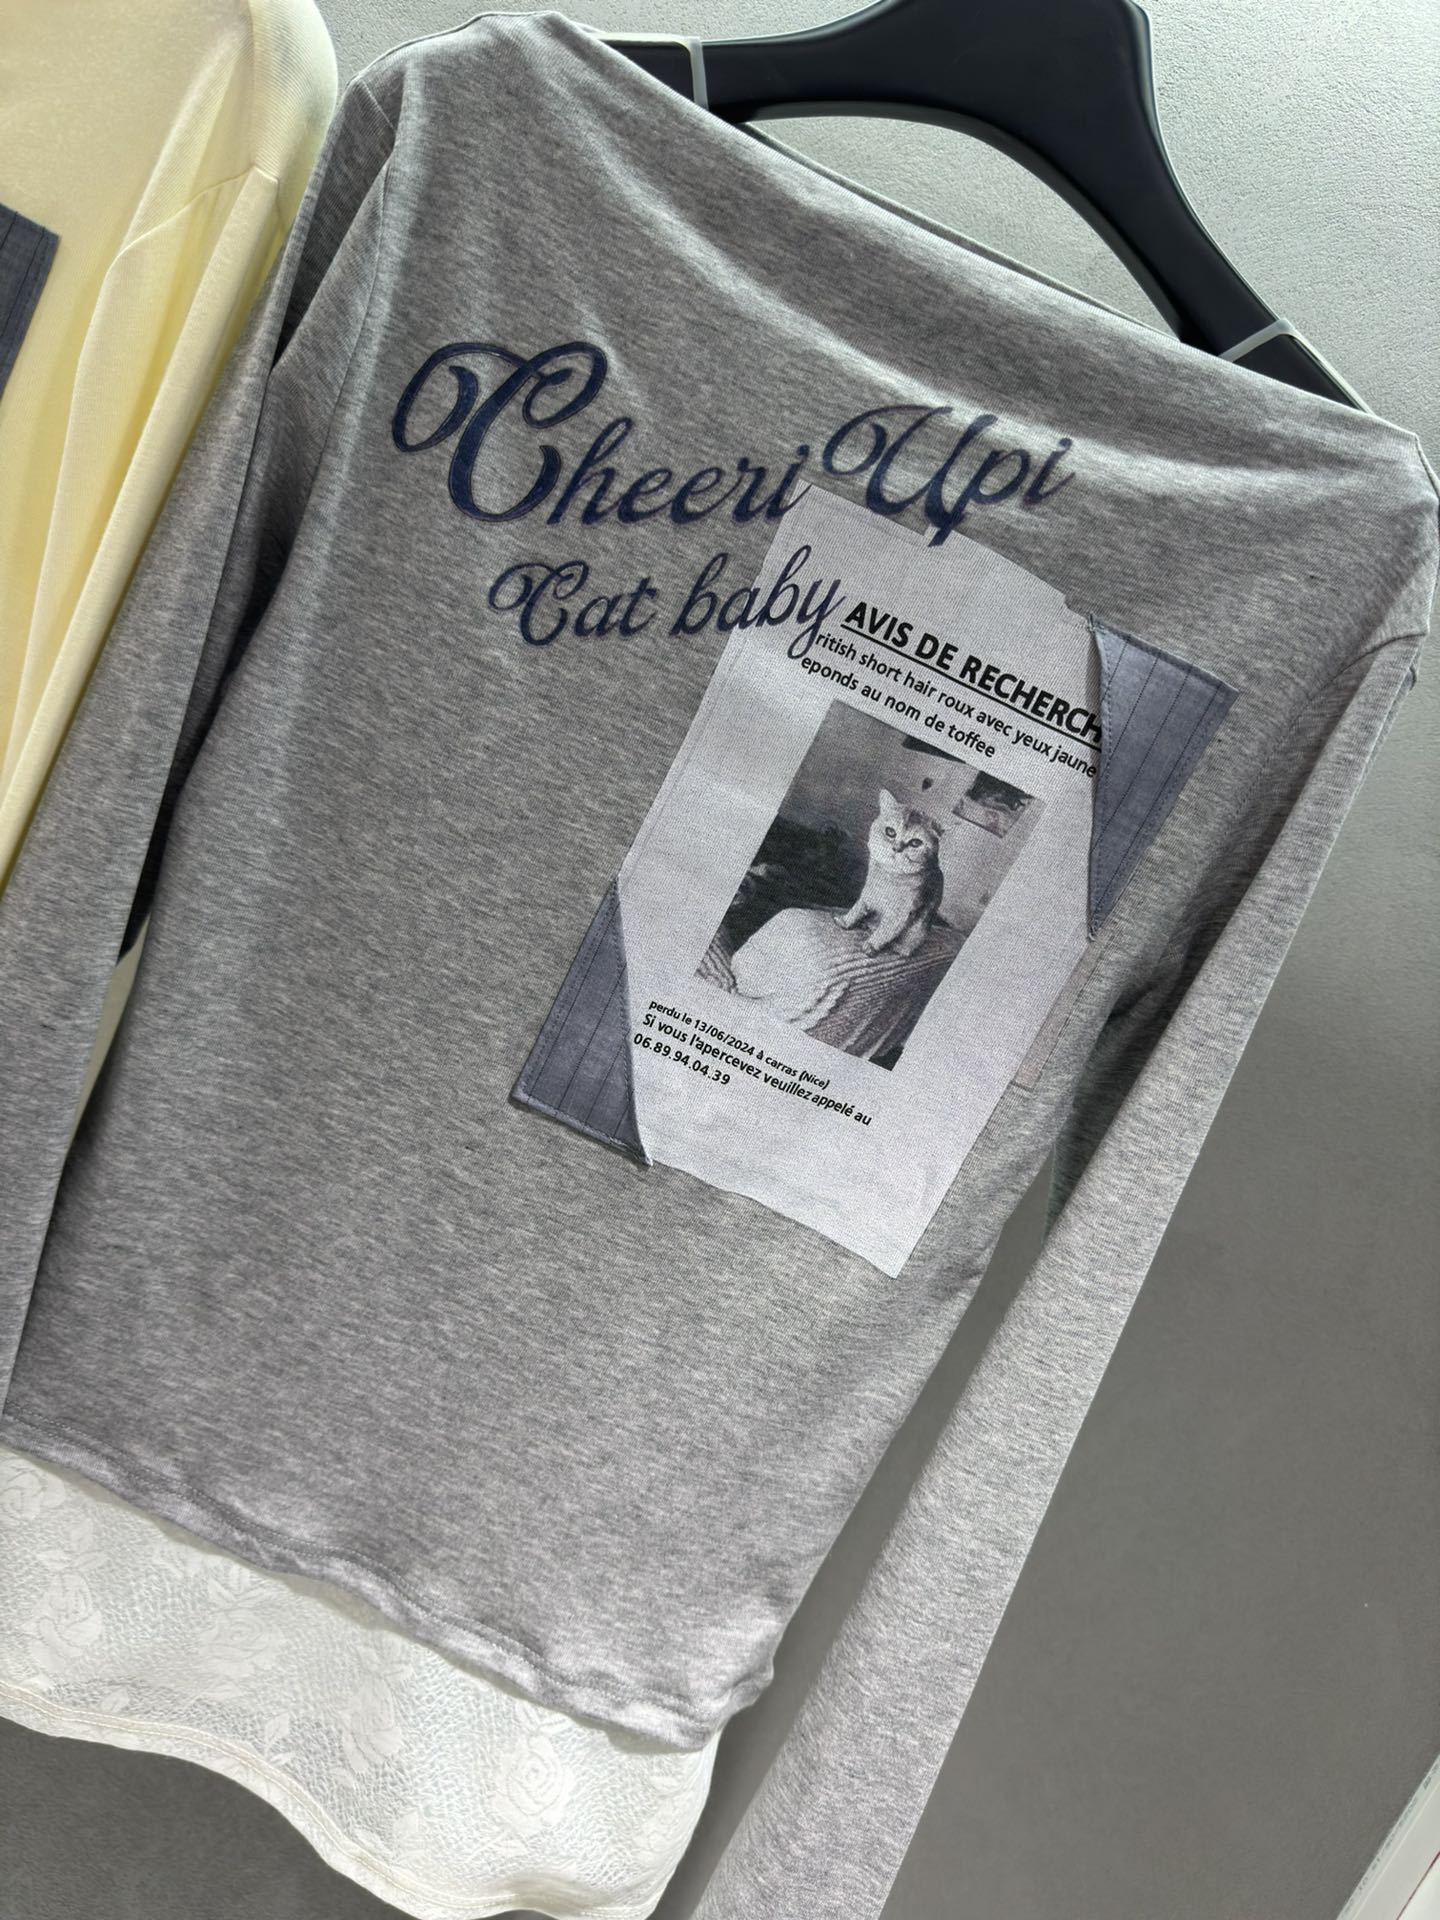 Cheeri Upi
Cat baby
AVIS DE RECHERCH
ritish short hair roux avec yeux jaune
eponds au nom de toffee
perdu le 13/06/2024 à carras (Nice)
Si vous l'apercevez veuillez appelé au
06.89.94.04.39